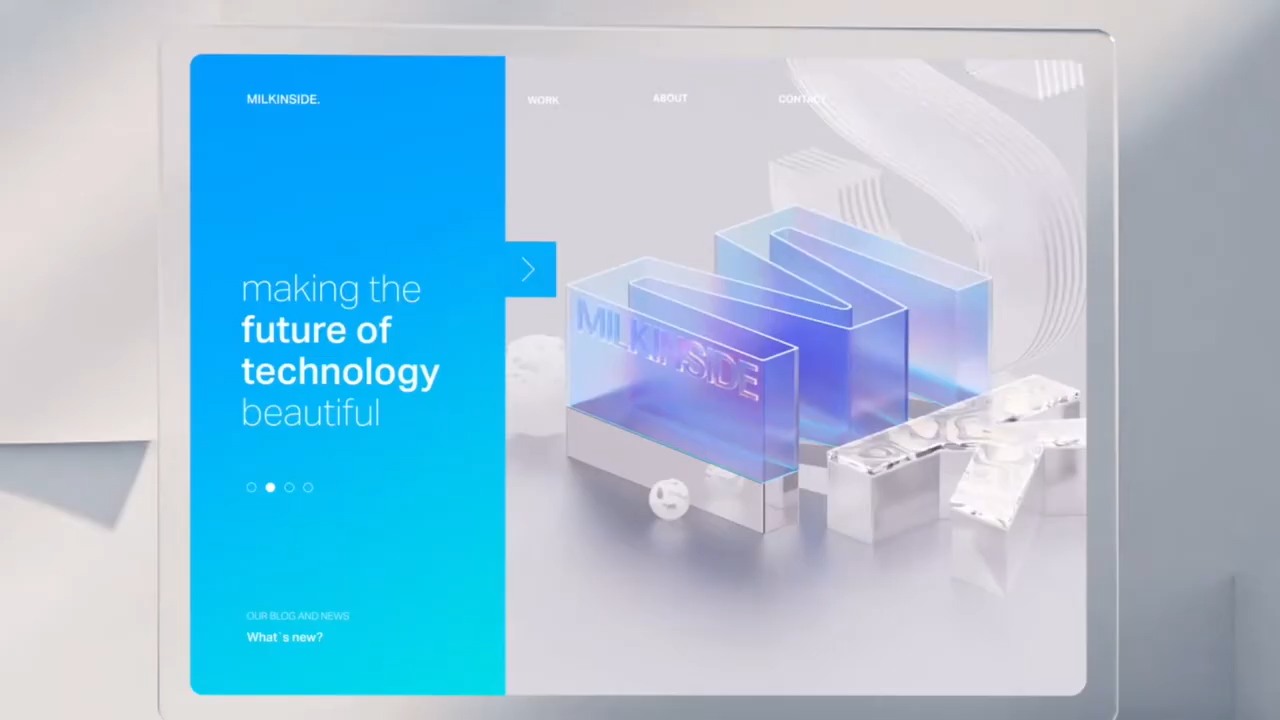 MILKINSIDE.
WORK
ABOUT
CONTACT
making the
future of
technology
beautiful
MILKINSIDE
OUR BLOG AND NEWS
What`s new?